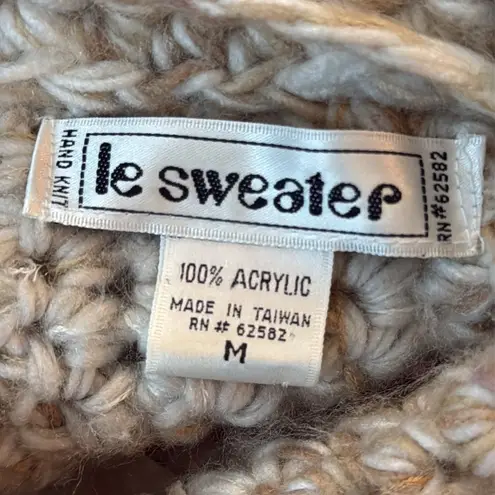 HAND KNIT
le sweater
RN# 62582
100% ACRYLIC
MADE IN TAIWAN
RN # 62582
M